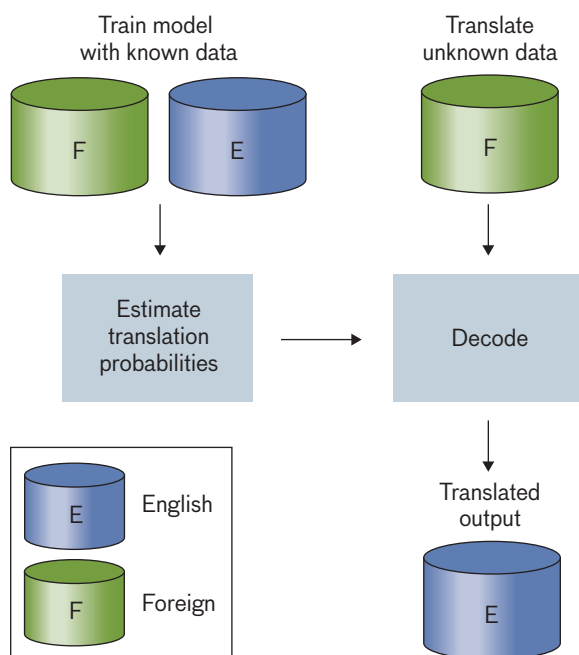 Train model
with known data
Translate
unknown data
F
E
F
Estimate
translation
probabilities
Decode
E
English
F
Foreign
Translated
output
E